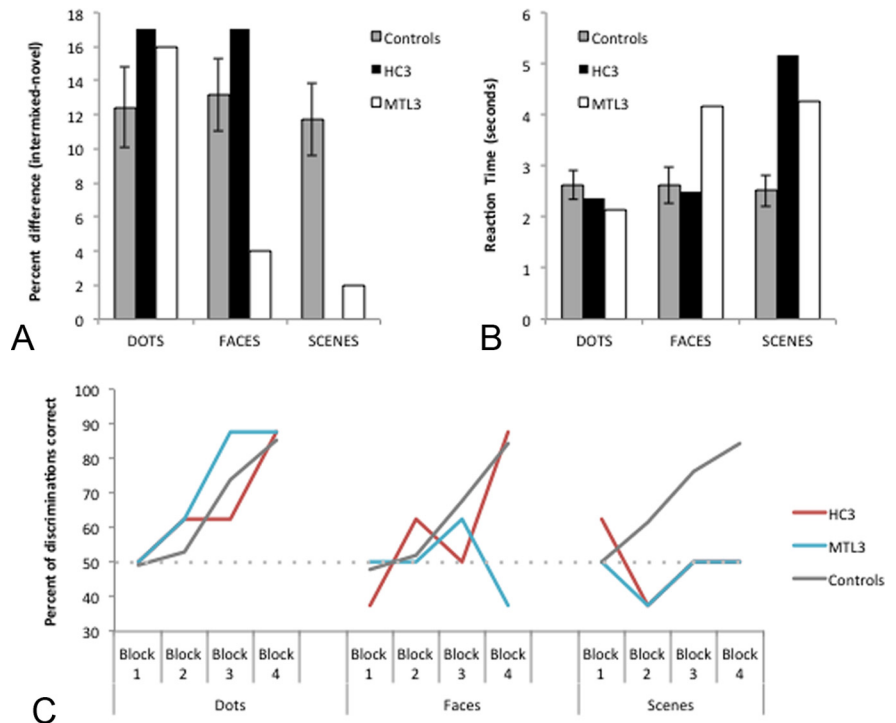 Percent difference (intermixed-novel)
18
16
14
12
10
8
6
4
2
0
DOTS FACES SCENES
Controls
HC3
MTL3
A
Reaction Time (seconds)
6
5
4
3
2
1
0
DOTS FACES SCENES
Controls
HC3
MTL3
B
Percent of discriminations correct
100
90
80
70
60
50
40
30
Block Block Block Block Block Block Block Block Block Block Block Block
1 2 3 4 1 2 3 4 1 2 3 4
Dots Faces Scenes
HC3
MTL3
Controls
C